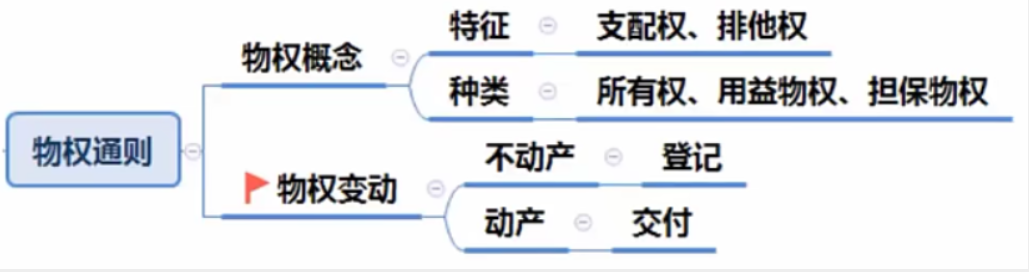 物权通则
物权概念
特征
支配权、排他权
种类
所有权、用益物权、担保物权
物权变动
不动产
登记
动产
交付